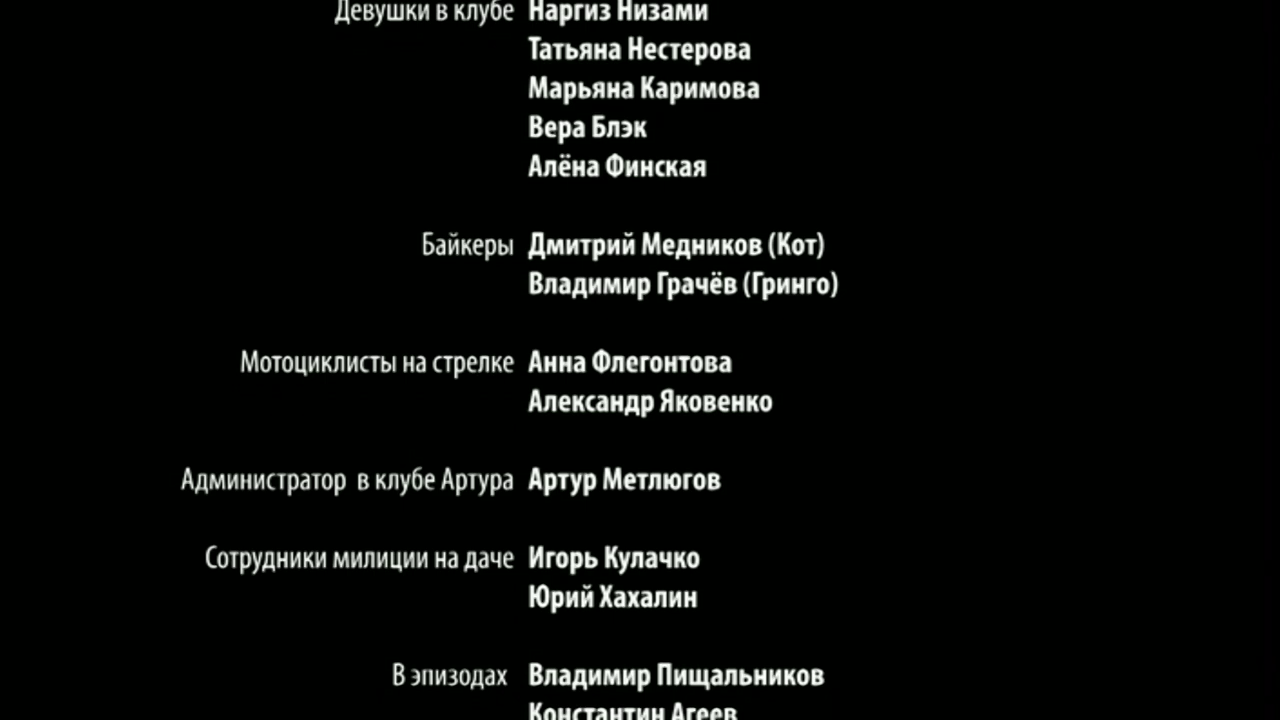 Девушки в клубе Наргиз Низами
Татьяна Нестерова
Марьяна Каримова
Вера Блэк
Алёна Финская
Байкеры Дмитрий Медников (Кот)
Владимир Грачёв (Гринго)
Мотоциклисты на стрелке Анна Флегонтова
Александр Яковенко
Администратор в клубе Артура Артур Метлюгов
Сотрудники милиции на даче Игорь Кулачко
Юрий Хахалин
В эпизодах Владимир Пищальников
Константин Агеев